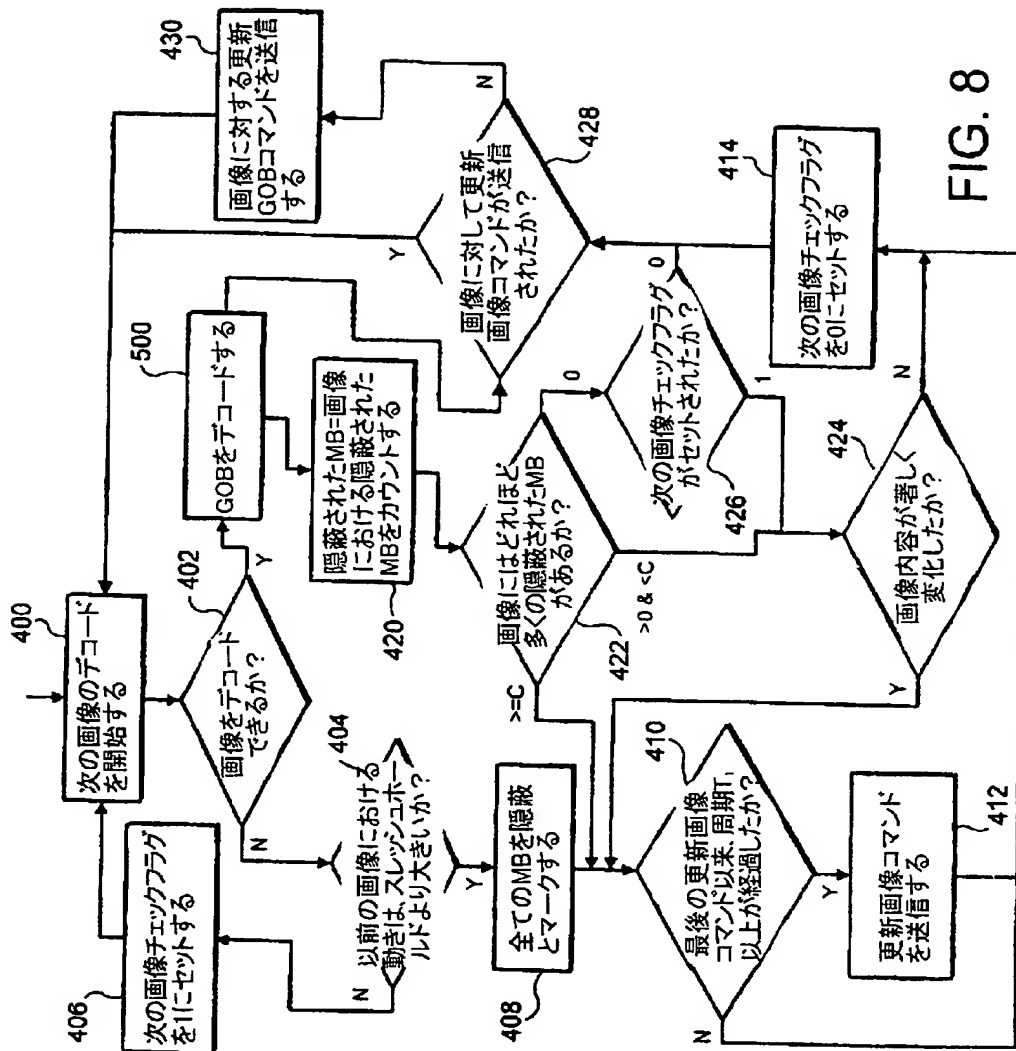 400
次の画像のデコード
を開始する
402
画像をデコード
できるか?
Y
N
500
GOBをデコードする
404
以前の画像における
動きは、スレッシュホー
ルドより大きいか?
N
Y
406
次の画像チェックフラグ
を1にセットする
408
全てのMBを隠蔽
とマークする
410
最後の更新画像
コマンド以来、周期T1
以上が経過したか?
N
Y
412
更新画像コマンド
を送信する
420
隠蔽されたMB=画像
における隠蔽された
MBをカウントする
422
画像にはどれほど
多くの隠蔽されたMB
があるか?
>=C
>0 & <C
0
426
次の画像チェックフラグ
がセットされたか?
0
1
424
画像内容が著しく
変化したか?
Y
N
414
次の画像チェックフラグ
を0にセットする
428
画像に対して更新
画像コマンドが送信
されたか?
Y
N
430
画像に対する更新
GOBコマンドを送信
する
FIG. 8